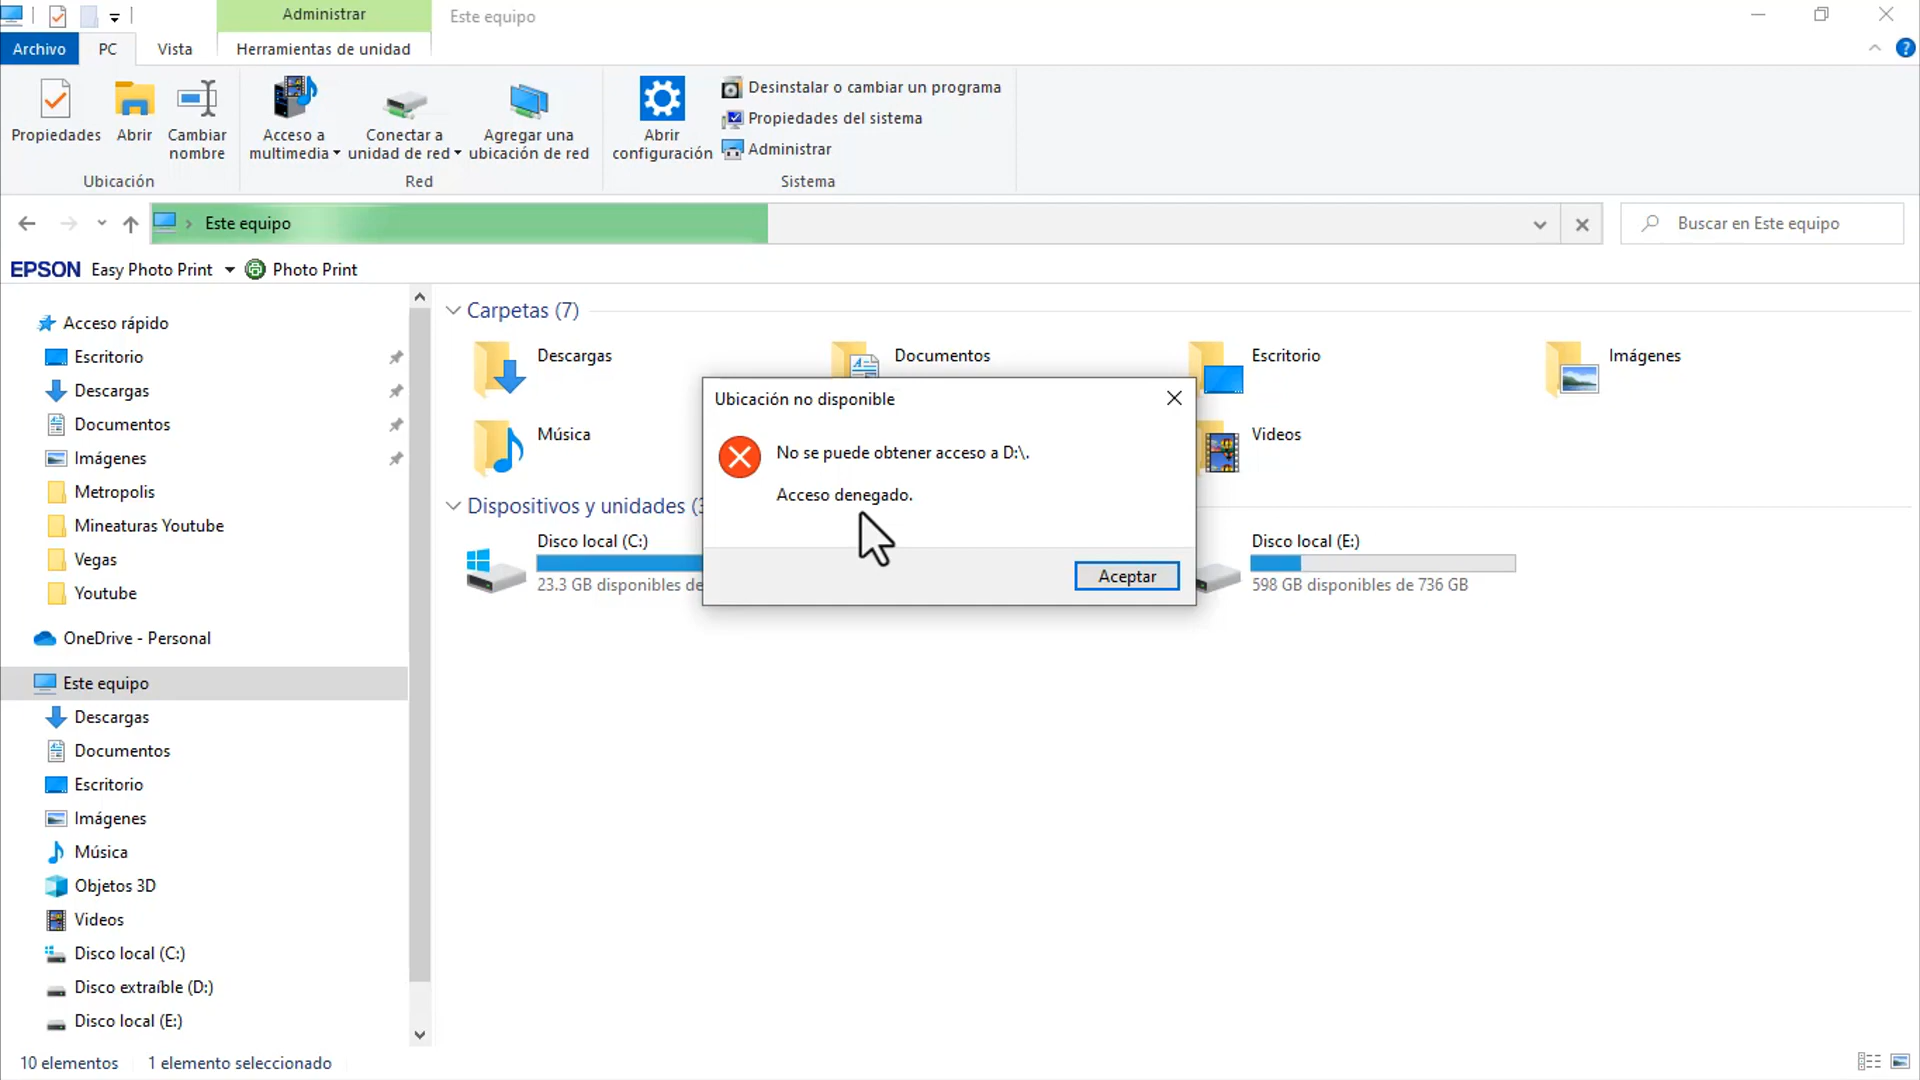 Administrar
Este equipo
Archivo
PC
Vista
Herramientas de unidad
Propiedades
Abrir
Cambiar
nombre
Ubicación
Acceso a
multimedia
Conectar a
unidad de red
Agregar una
ubicación de red
Red
Abrir
configuración
Desinstalar o cambiar un programa
Propiedades del sistema
Administrar
Sistema
Este equipo
Buscar en Este equipo
EPSON Easy Photo Print Photo Print
Acceso rápido
Escritorio
Descargas
Documentos
Imágenes
Metropolis
Mineaturas Youtube
Vegas
Youtube
OneDrive - Personal
Este equipo
Descargas
Documentos
Escritorio
Imágenes
Música
Objetos 3D
Videos
Disco local (C:)
Disco extraíble (D:)
Disco local (E:)
Carpetas (7)
Descargas
Documentos
Escritorio
Imágenes
Música
Videos
Dispositivos y unidades (
Disco local (C:)
23.3 GB disponibles de
Disco local (E:)
598 GB disponibles de 736 GB
Ubicación no disponible
No se puede obtener acceso a D:\.
Acceso denegado.
Aceptar
10 elementos
1 elemento seleccionado